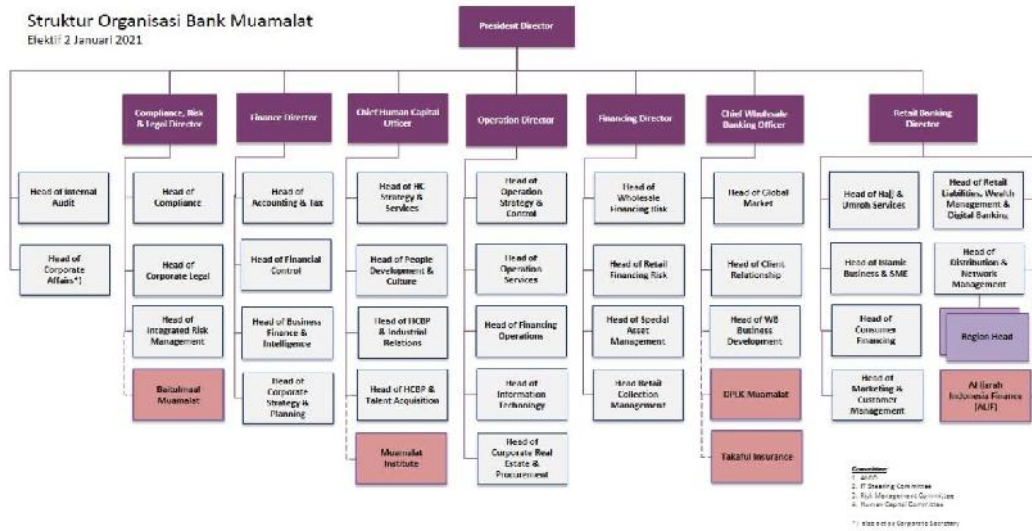 Struktur Organisasi Bank Muamalat
Efektif 2 Januari 2021
President Director
Compliance, Risk
& Legal Director
Finance Director
Chief Human Capital
Officer
Operation Director
Financing Director
Chief Wholesale
Banking Officer
Retail Banking
Director
Head of Internal
Audit
Head of
Compliance
Head of
Accounting & Tax
Head of HC
Strategy &
Services
Head of
Operation
Strategy &
Control
Head of
Wholesale
Financing Risk
Head of Global
Market
Head of Hajj &
Umroh Services
Head of Retail
Liabilities, Wealth
Management &
Digital Banking
Head of
Corporate
Affairs*)
Head of
Corporate Legal
Head of Financial
Control
Head of People
Development &
Culture
Head of
Operation
Services
Head of Retail
Financing Risk
Head of Client
Relationship
Head of Islamic
Business & SME
Head of
Distribution &
Network
Management
Head of
Integrated Risk
Management
Head of Business
Finance &
Intelligence
Head of HCBP
& Industrial
Relations
Head of Financing
Operations
Head of Special
Asset
Management
Head of WB
Business
Development
Head of
Consumer
Financing
Region Head
Baitulmaal
Muamalat
Head of
Corporate
Strategy &
Planning
Head of HCBP &
Talent Acquisition
Head of
Information
Technology
Head Retail
Collection
Management
DPLK Muamalat
Head of
Marketing &
Customer
Management
Al Ijarah
Indonesia Finance
(ALIF)
Muamalat
Institute
Head of
Corporate Real
Estate &
Procurement
Takaful Insurance
Committee
1. ALCO
2. IT Steering Committee
3. Risk Management Committee
4. Human Capital Committee
*) also act as Corporate Secretary